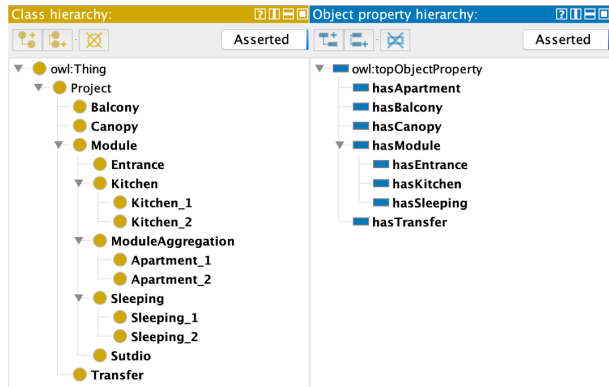 Class hierarchy:
Asserted
owl:Thing
Project
Balcony
Canopy
Module
Entrance
Kitchen
Kitchen_1
Kitchen_2
ModuleAggregation
Apartment_1
Apartment_2
Sleeping
Sleeping_1
Sleeping_2
Sutdio
Transfer
Object property hierarchy:
Asserted
owl:topObjectProperty
hasApartment
hasBalcony
hasCanopy
hasModule
hasEntrance
hasKitchen
hasSleeping
hasTransfer